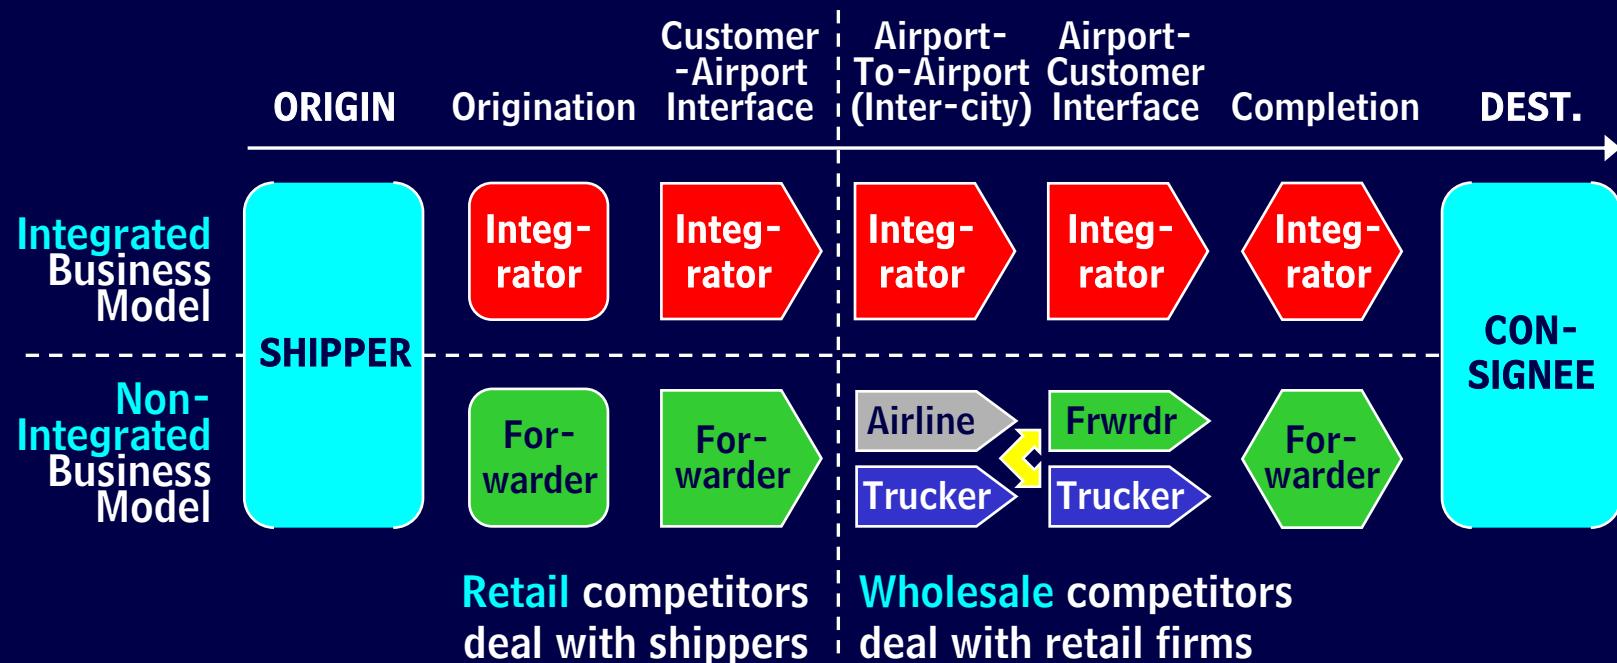 ORIGIN
Origination
Customer
-Airport
Interface
Airport-
To-Airport
(Inter-city)
Airport-
Customer
Interface
Completion
DEST.
Integrated
Business
Model
SHIPPER
Integ-
rator
Integ-
rator
Integ-
rator
Integ-
rator
Integ-
rator
CON-
SIGNEE
Non-
Integrated
Business
Model
For-
warder
For-
warder
Airline
Trucker
Frwrdr
Trucker
For-
warder
Retail competitors
deal with shippers
Wholesale competitors
deal with retail firms